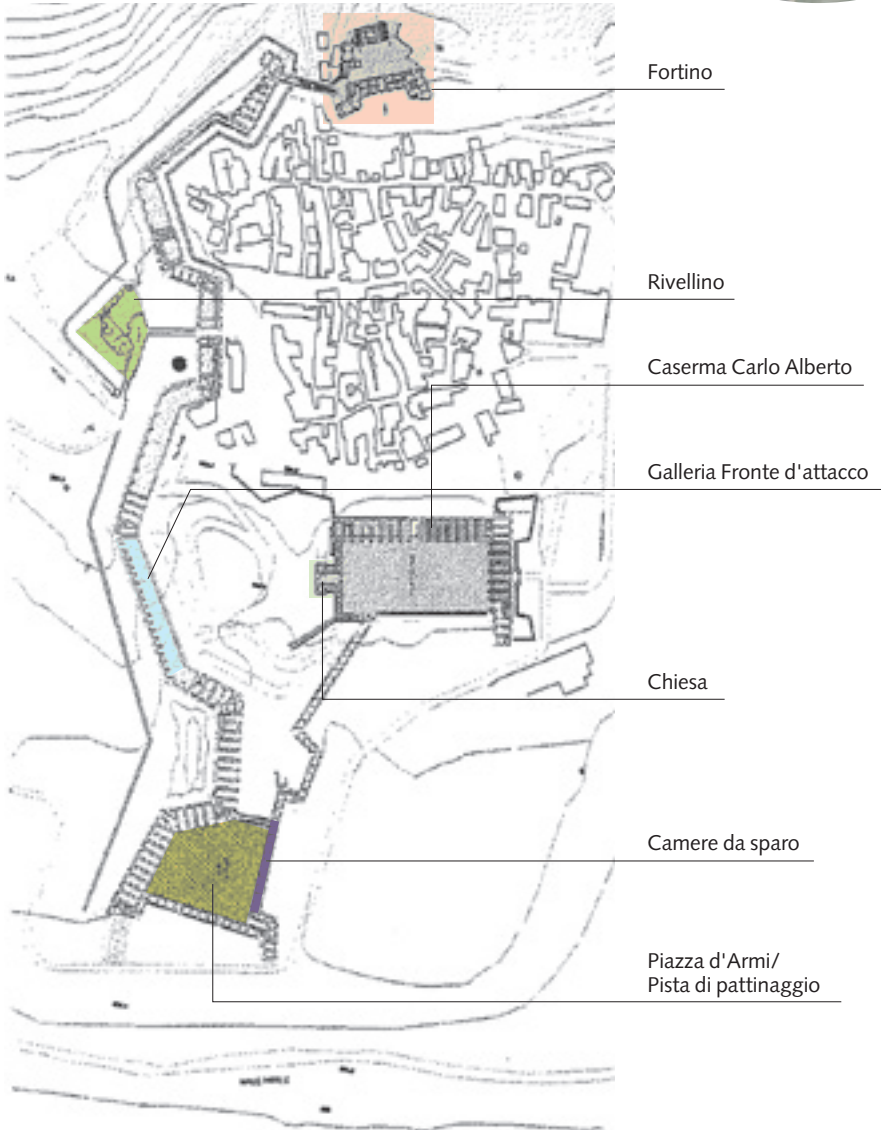 Fortino
Rivellino
Caserma Carlo Alberto
Galleria Fronte d'attacco
Chiesa
Camere da sparo
Piazza d'Armi/
Pista di pattinaggio